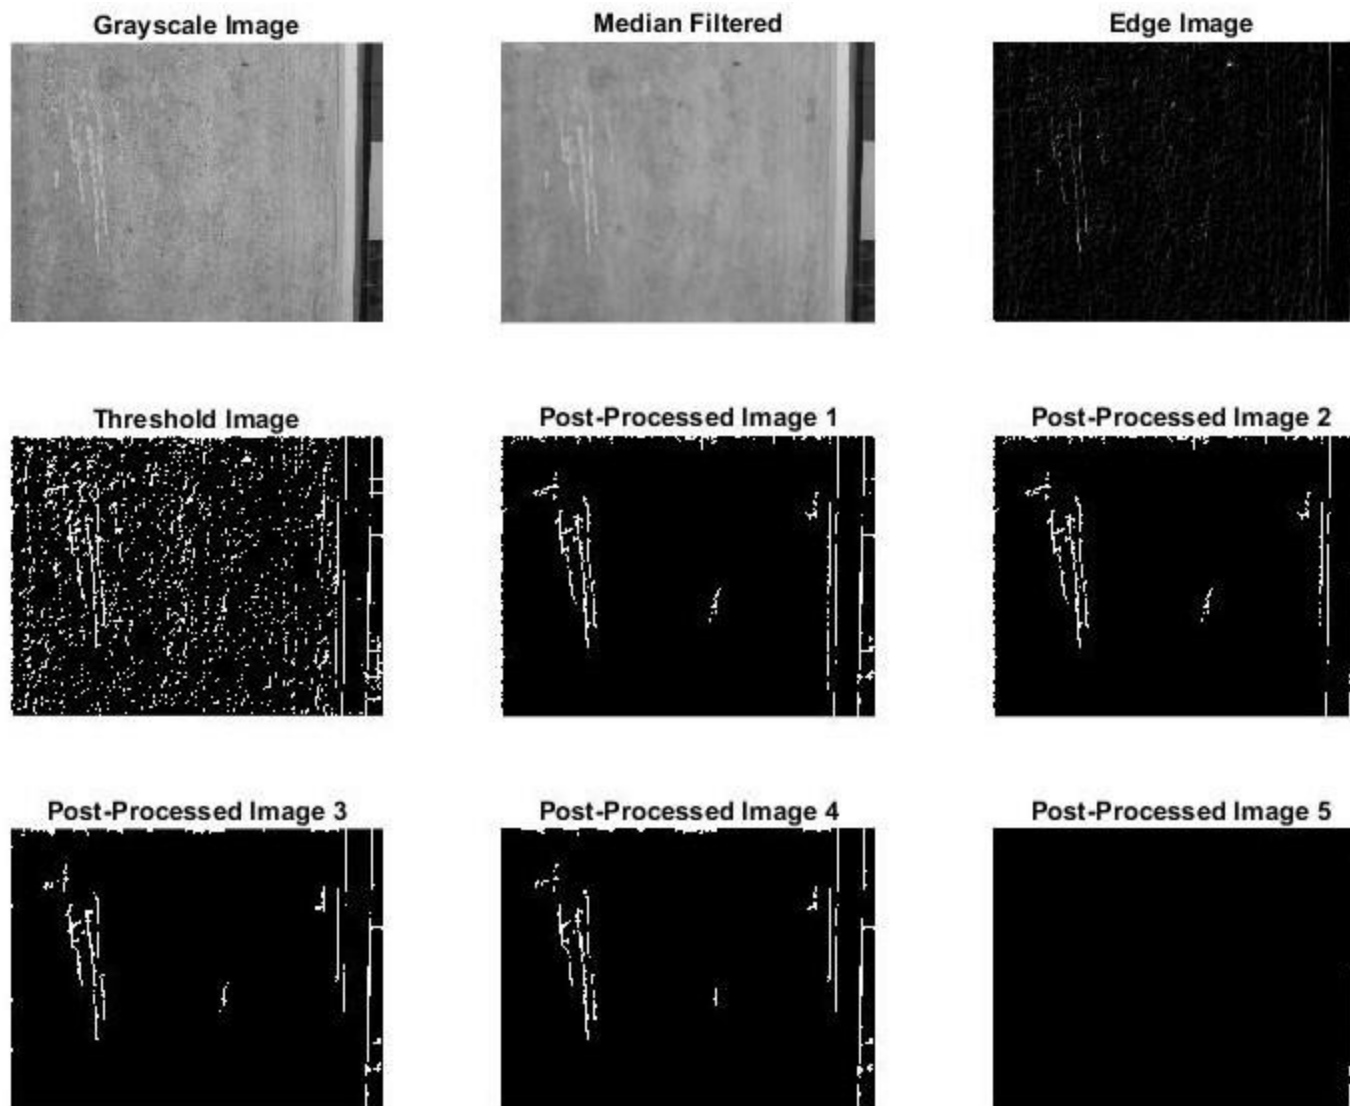 Grayscale Image
Median Filtered
Edge Image
Threshold Image
Post-Processed Image 1
Post-Processed Image 2
Post-Processed Image 3
Post-Processed Image 4
Post-Processed Image 5